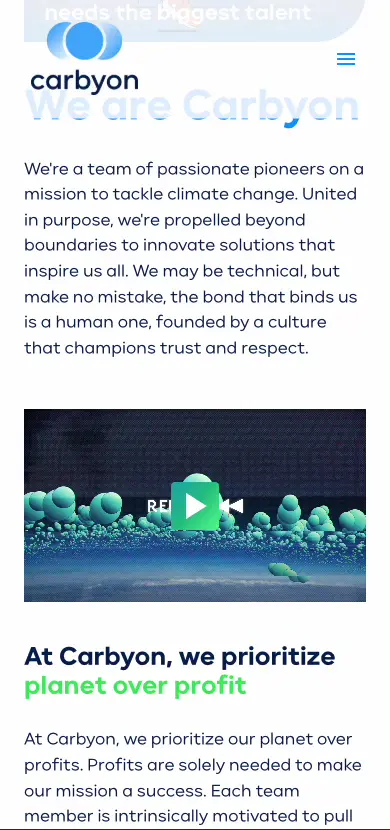 needs the biggest talent
carbyon
We are Carbyon
We're a team of passionate pioneers on a
mission to tackle climate change. United
in purpose, we're propelled beyond
boundaries to innovate solutions that
inspire us all. We may be technical, but
make no mistake, the bond that binds us
is a human one, founded by a culture
that champions trust and respect.
At Carbyon, we prioritize
planet over profit
At Carbyon, we prioritize our planet over
profits. Profits are solely needed to make
our mission a success. Each team
member is intrinsically motivated to pull